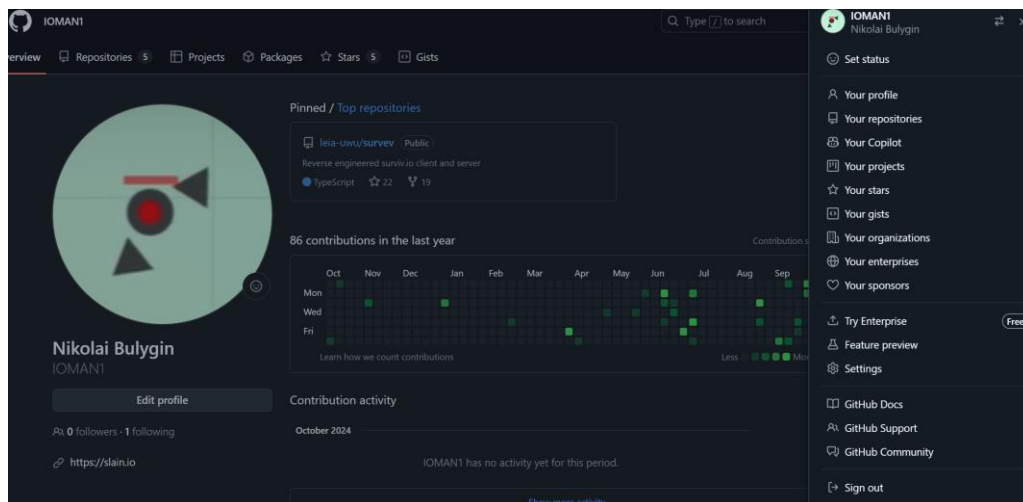 IOMAN1
Type / to search
erview
Repositories 5
Projects
Packages
Stars 5
Gists
Pinned / Top repositories
leia-uwu/survev Public
Reverse engineered surviv.io client and server
TypeScript 22 19
86 contributions in the last year
Contribution s
Oct Nov Dec Jan Feb Mar Apr May Jun Jul Aug Sep
Mon
Wed
Fri
Learn how we count contributions
Less Mor
Nikolai Bulygin
IOMAN1
Edit profile
0 followers · 1 following
https://slain.io
Contribution activity
October 2024
IOMAN1 has no activity yet for this period.
Show more activity
IOMAN1
Nikolai Bulygin
Set status
Your profile
Your repositories
Your Copilot
Your projects
Your stars
Your gists
Your organizations
Your enterprises
Your sponsors
Try Enterprise Free
Feature preview
Settings
GitHub Docs
GitHub Support
GitHub Community
Sign out